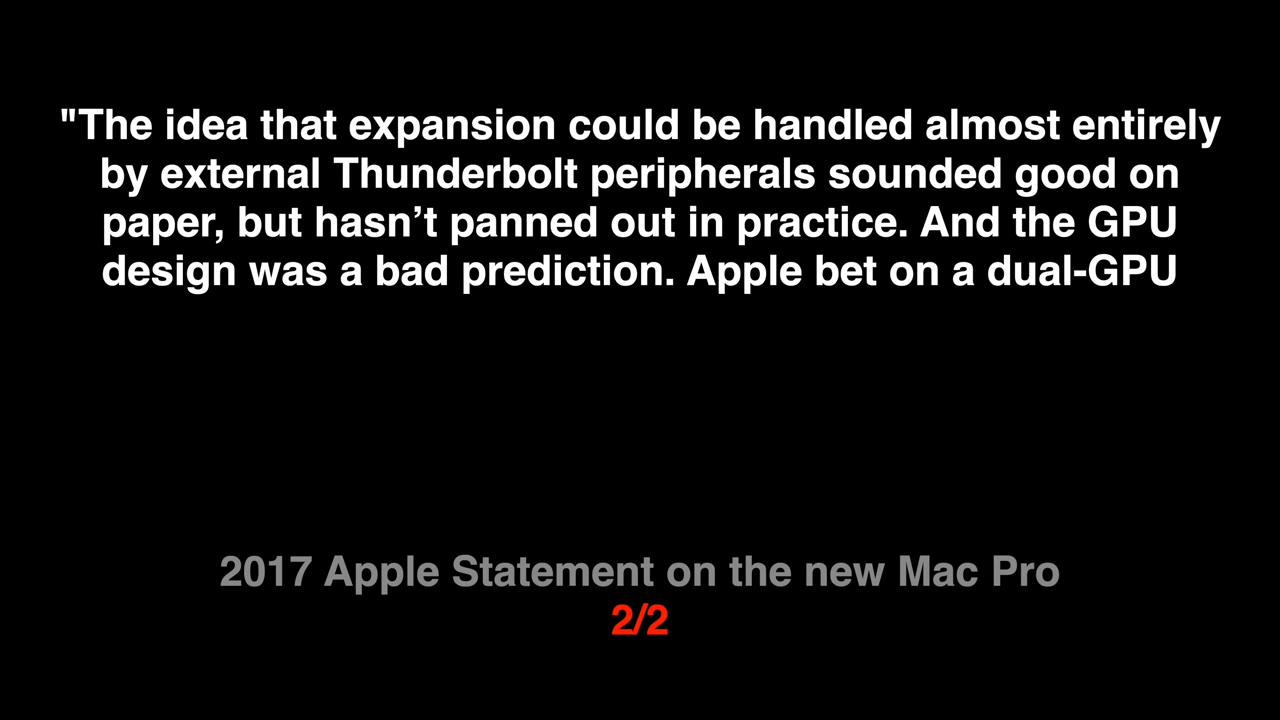 "The idea that expansion could be handled almost entirely
by external Thunderbolt peripherals sounded good on
paper, but hasn’t panned out in practice. And the GPU
design was a bad prediction. Apple bet on a dual-GPU
2017 Apple Statement on the new Mac Pro
2/2